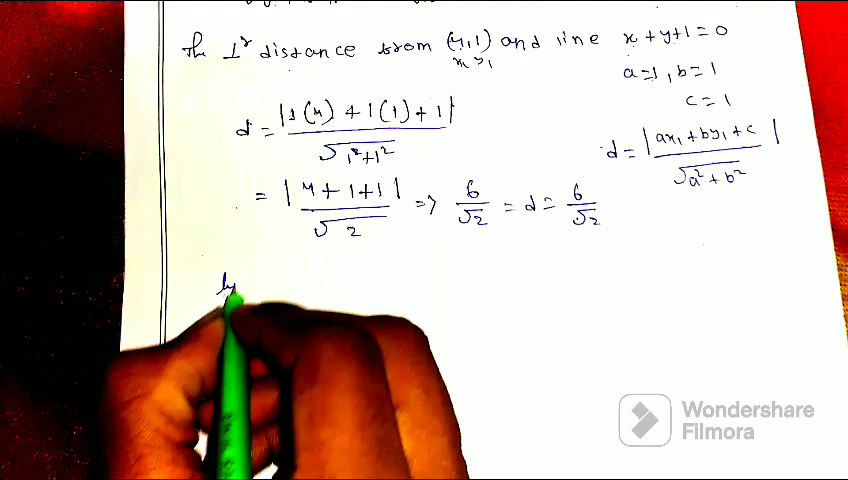 The ⊥r distance from (4,1) and line x + y + 1 = 0
x1 y1
a = 1, b = 1
c = 1
d = |1(4) + 1(1) + 1| / √1²+1²
d = |ax1 + by1 + c| / √a² + b²
= |4 + 1 + 1| / √2 => 6/√2 = d = 6/√2
Wondershare
Filmora